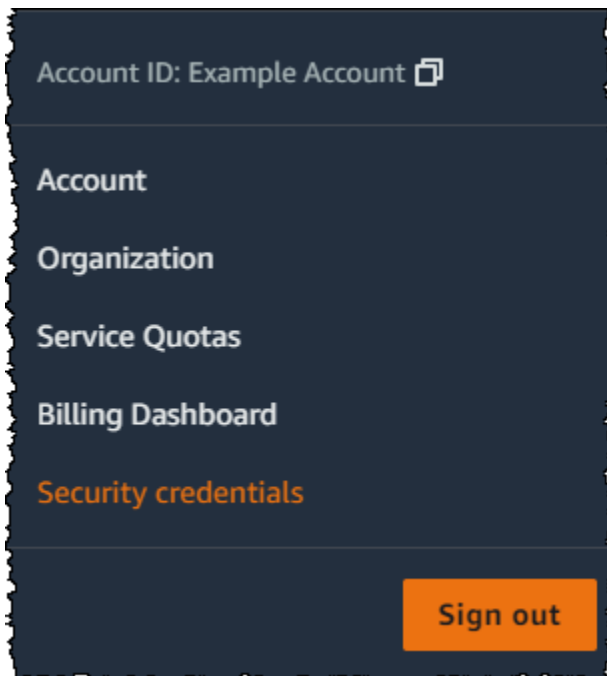 Account ID: Example Account
Account
Organization
Service Quotas
Billing Dashboard
Security credentials
Sign out